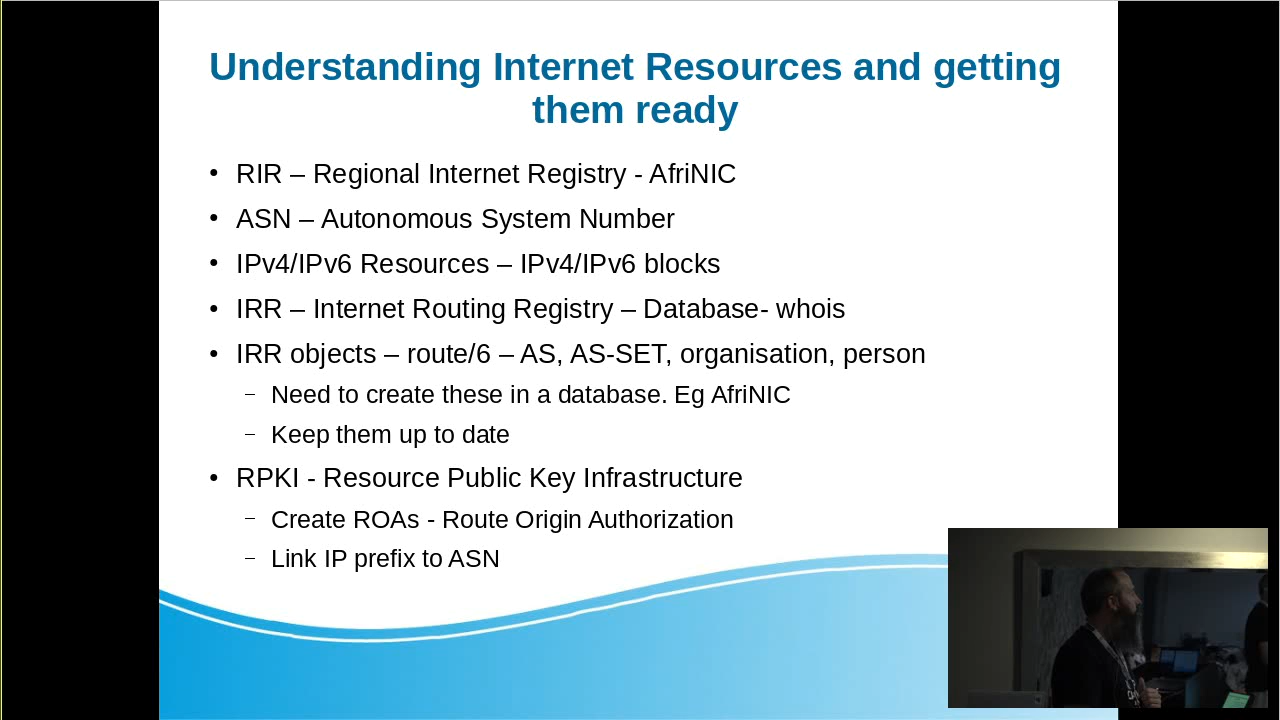 Understanding Internet Resources and getting
them ready
• RIR – Regional Internet Registry - AfriNIC
• ASN – Autonomous System Number
• IPv4/IPv6 Resources – IPv4/IPv6 blocks
• IRR – Internet Routing Registry – Database- whois
• IRR objects – route/6 – AS, AS-SET, organisation, person
– Need to create these in a database. Eg AfriNIC
– Keep them up to date
• RPKI - Resource Public Key Infrastructure
– Create ROAs - Route Origin Authorization
– Link IP prefix to ASN